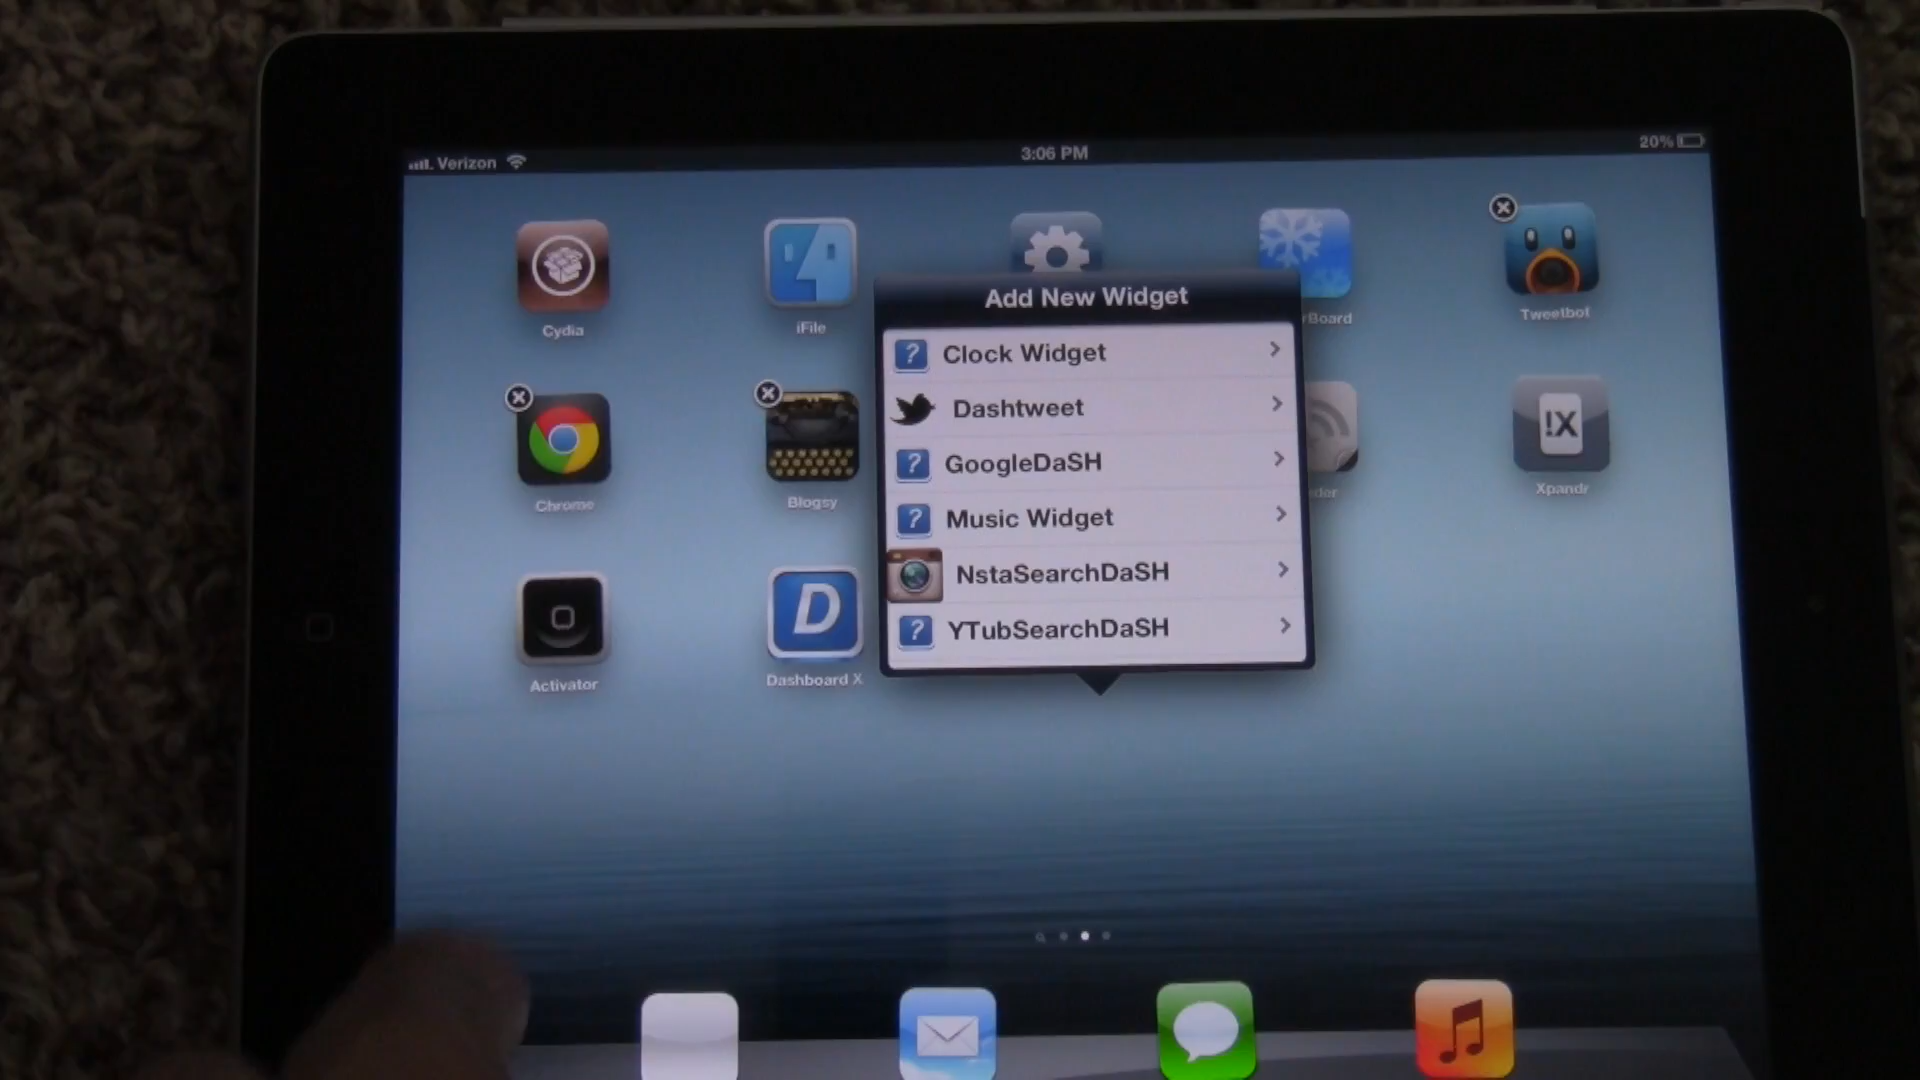 Verizon
3:06 PM
20%
Cydia
iFile
Board
Tweetbot
Add New Widget
? Clock Widget
Dashtweet
? GoogleDaSH
? Music Widget
NstaSearchDaSH
? YTubSearchDaSH
Chrome
Blogsy
der
!X
Xpandr
Activator
D
Dashboard X